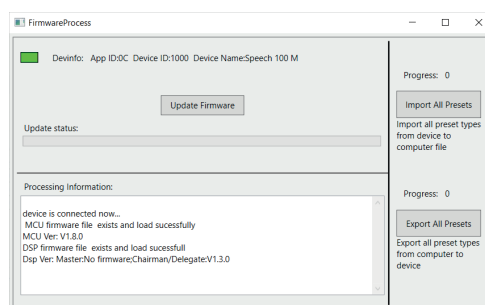 FirmwareProcess
Devinfo: App ID:0C Device ID:1000 Device Name:Speech 100 M
Update Firmware
Update status:
Processing Information:
device is connected now...
MCU firmware file exists and load sucessfully
MCU Ver: V1.8.0
DSP firmware file exists and load sucessfull
Dsp Ver: Master:No firmware;Chairman/Delegate:V1.3.0
Progress: 0
Import All Presets
Import all preset types
from device to
computer file
Progress: 0
Export All Presets
Export all preset types
from computer to
device